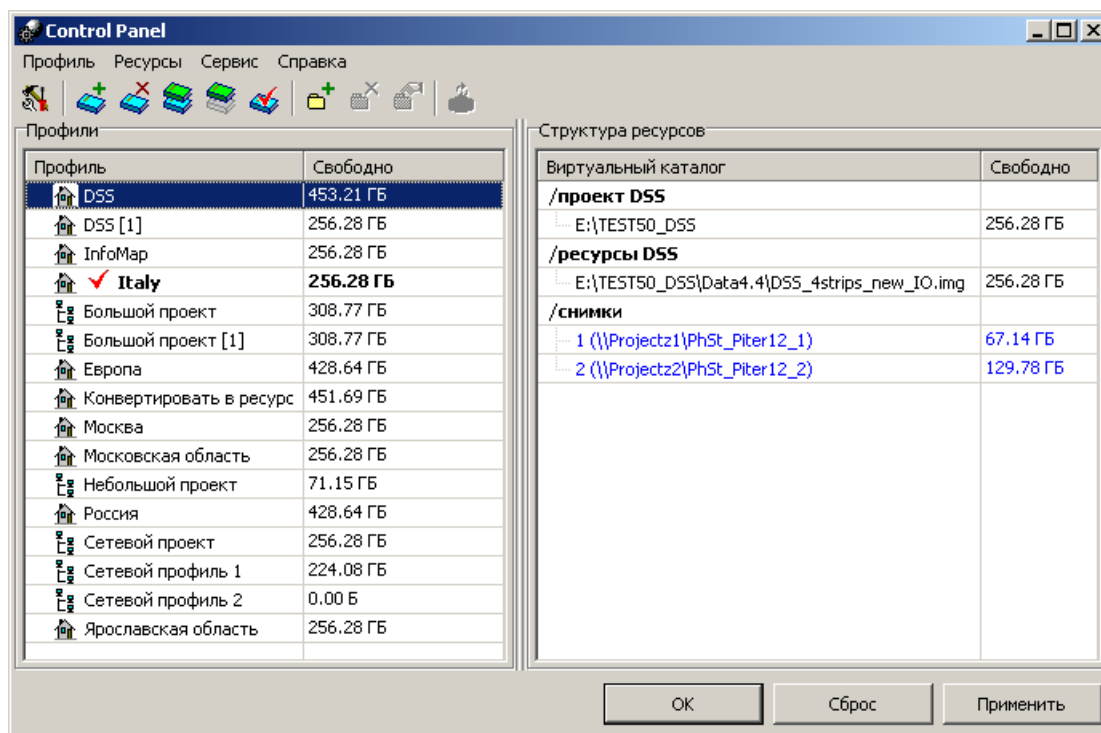 Control Panel
Профиль Ресурсы Сервис Справка
Профили
Профиль Свободно
DSS 453.21 ГБ
DSS [1] 256.28 ГБ
InfoMap 256.28 ГБ
Italy 256.28 ГБ
Большой проект 308.77 ГБ
Большой проект [1] 308.77 ГБ
Европа 428.64 ГБ
Конвертировать в ресурс 451.69 ГБ
Москва 256.28 ГБ
Московская область 256.28 ГБ
Небольшой проект 71.15 ГБ
Россия 428.64 ГБ
Сетевой проект 256.28 ГБ
Сетевой профиль 1 224.08 ГБ
Сетевой профиль 2 0.00 Б
Ярославская область 256.28 ГБ
Структура ресурсов
Виртуальный каталог Свободно
/проект DSS
E:\TEST50_DSS 256.28 ГБ
/ресурсы DSS
E:\TEST50_DSS\Data4.4\DSS_4strips_new_IO.img 256.28 ГБ
/снимки
1 (\\Projectz1\PhSt_Piter12_1) 67.14 ГБ
2 (\\Projectz2\PhSt_Piter12_2) 129.78 ГБ
OK Сброс Применить